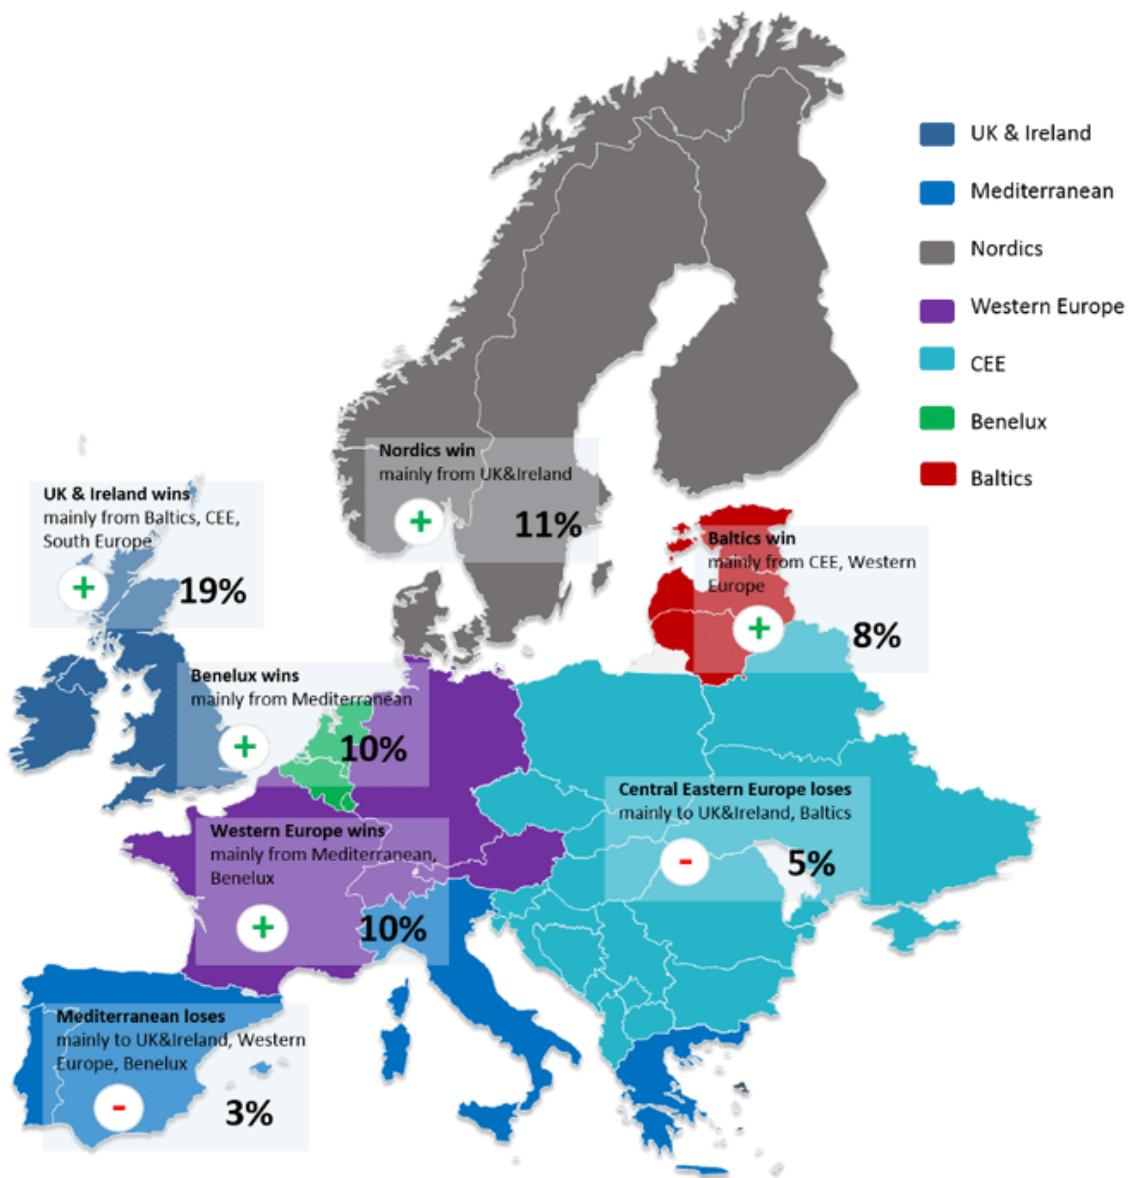 UK & Ireland
Mediterranean
Nordics
Western Europe
CEE
Benelux
Baltics
Nordics win
mainly from UK&Ireland
+
11%
UK & Ireland wins
mainly from Baltics, CEE,
South Europe
+
19%
Baltics win
mainly from CEE, Western
Europe
+
8%
Benelux wins
mainly from Mediterranean
+
10%
Central Eastern Europe loses
mainly to UK&Ireland, Baltics
-
5%
Western Europe wins
mainly from Mediterranean,
Benelux
+
10%
Mediterranean loses
mainly to UK&Ireland, Western
Europe, Benelux
-
3%